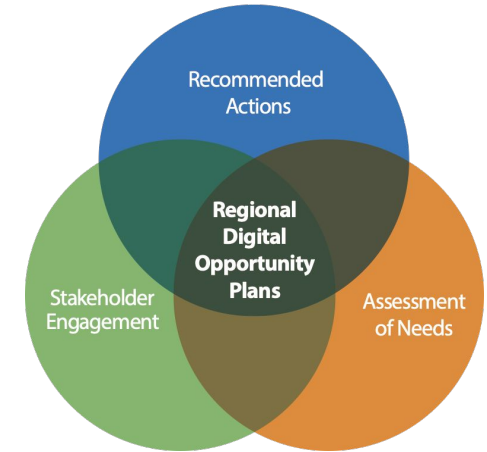 Recommended
Actions
Regional
Digital
Opportunity
Plans
Stakeholder
Engagement
Assessment
of Needs